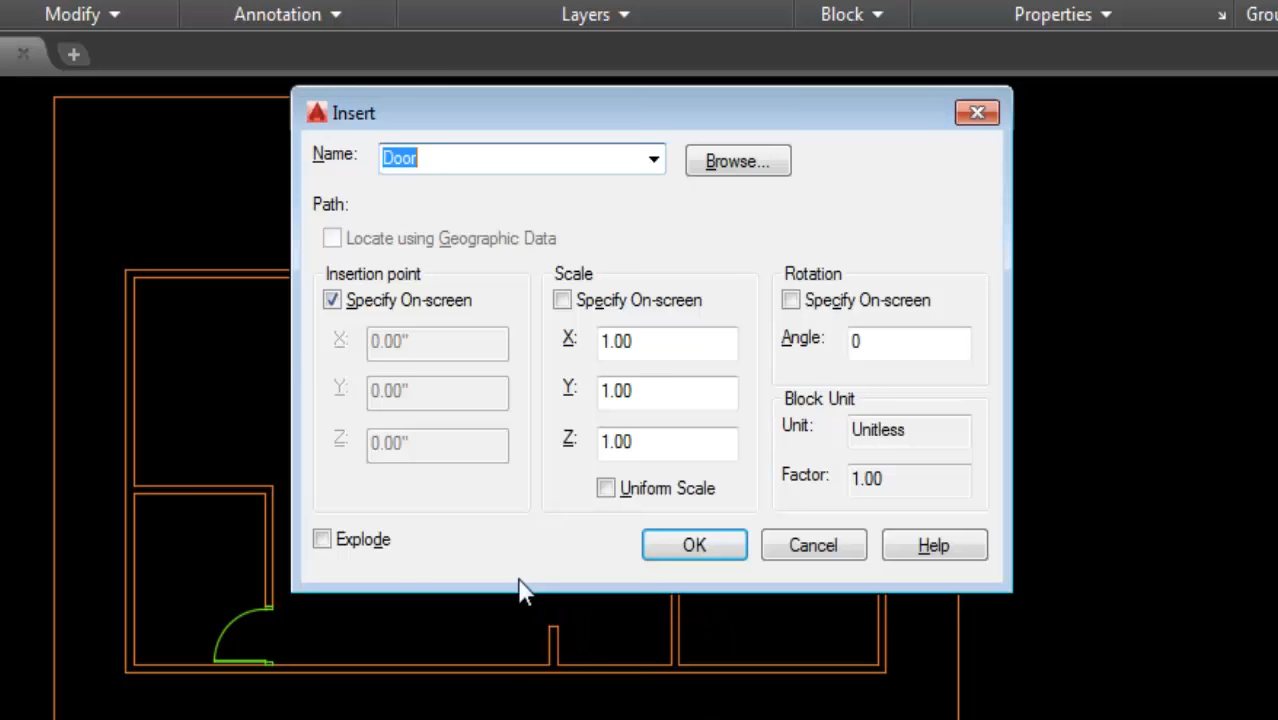 Modify Annotation Layers Block Properties Grou
Insert
Name: Door Browse...
Path:
Locate using Geographic Data
Insertion point Scale Rotation
Specify On-screen Specify On-screen Specify On-screen
X: 0.00" X: 1.00 Angle: 0
Y: 0.00" Y: 1.00 Block Unit
Unit: Unitless
Z: 0.00" Z: 1.00
Factor: 1.00
Uniform Scale
Explode OK Cancel Help